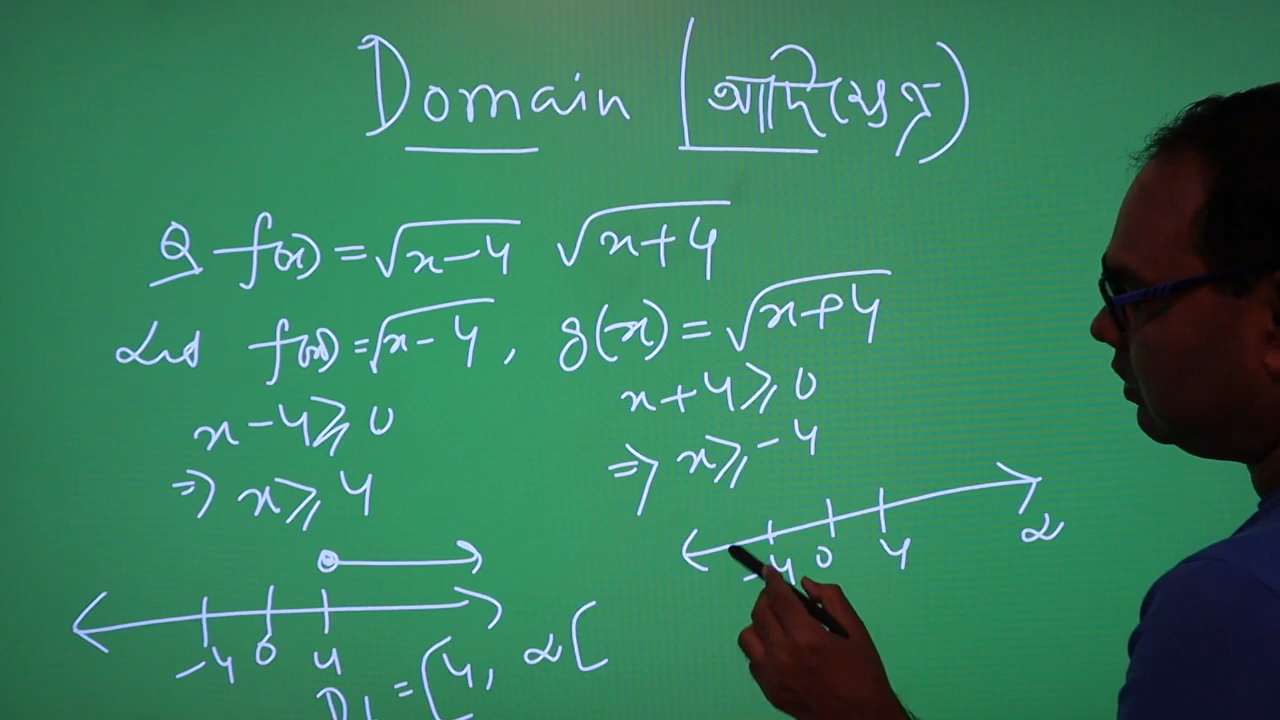 Domain (আদিক্ষেত্র)
Q f(x) = √x-4 √x+4
Let f(x) = √x-4, g(x) = √x+4
x-4 ≥ 0
x+4 ≥ 0
⇒ x ≥ 4
⇒ x ≥ -4
-4 0 4 α
-4 0 4
D1 = [4, α[